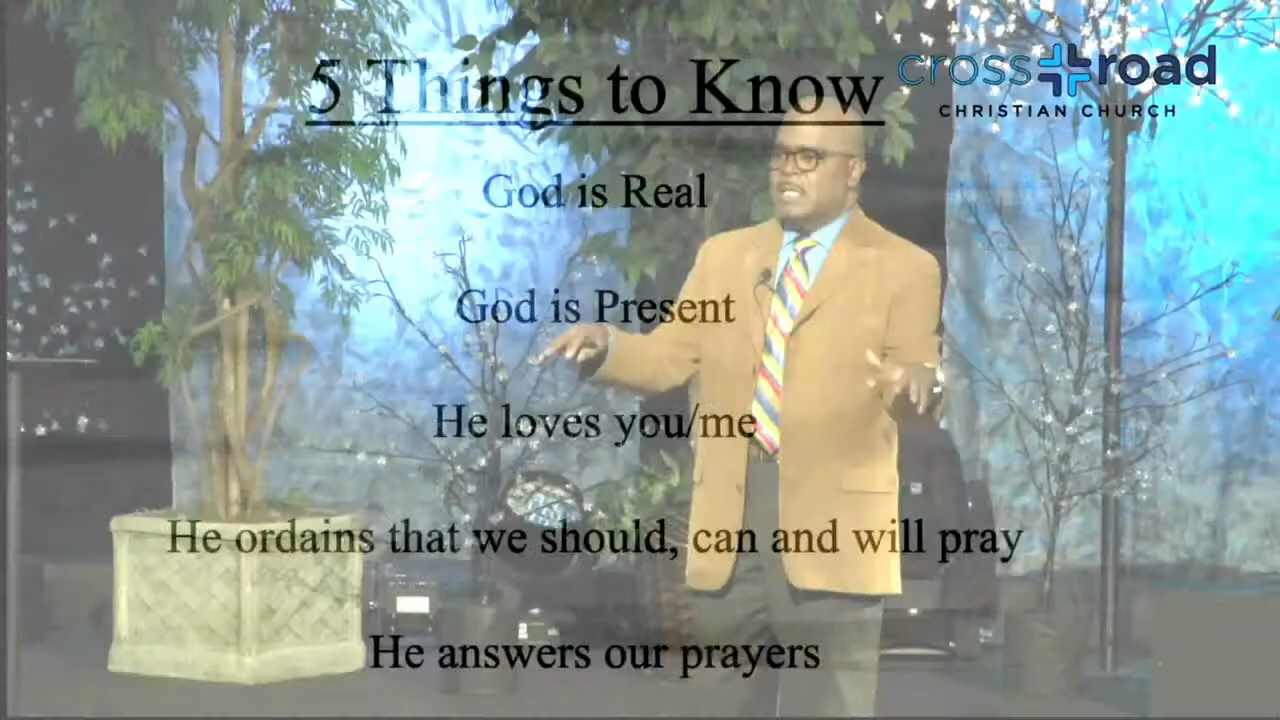 5 Things to Know
crossroad
CHRISTIAN CHURCH
God is Real
God is Present
He loves you/me
He ordains that we should, can and will pray
He answers our prayers